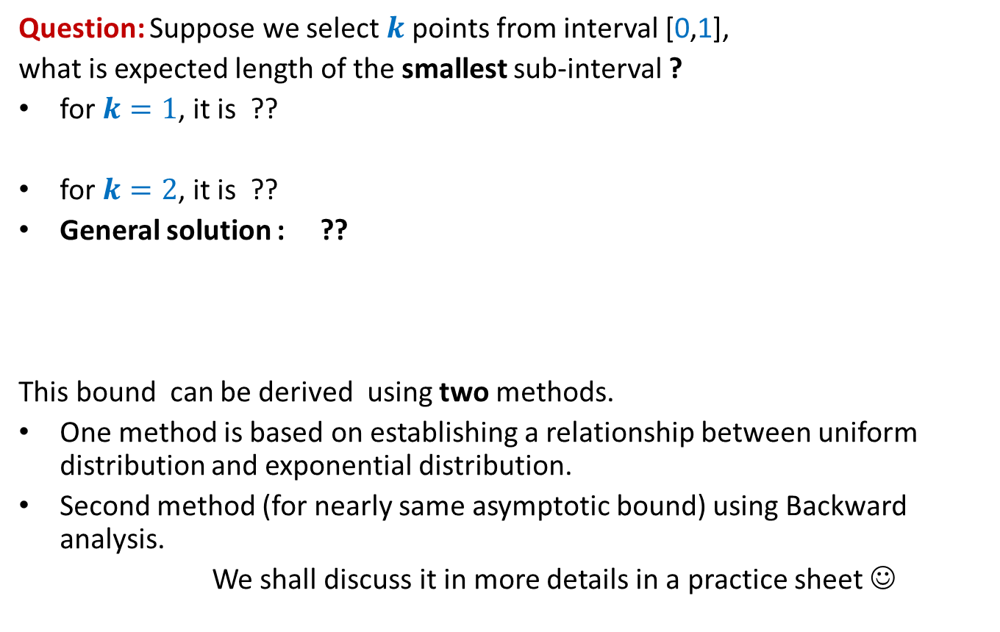 Question: Suppose we select k points from interval [0,1],
what is expected length of the smallest sub-interval ?
• for k = 1, it is ??
• for k = 2, it is ??
• General solution : ??
This bound can be derived using two methods.
• One method is based on establishing a relationship between uniform
distribution and exponential distribution.
• Second method (for nearly same asymptotic bound) using Backward
analysis.
We shall discuss it in more details in a practice sheet ☺